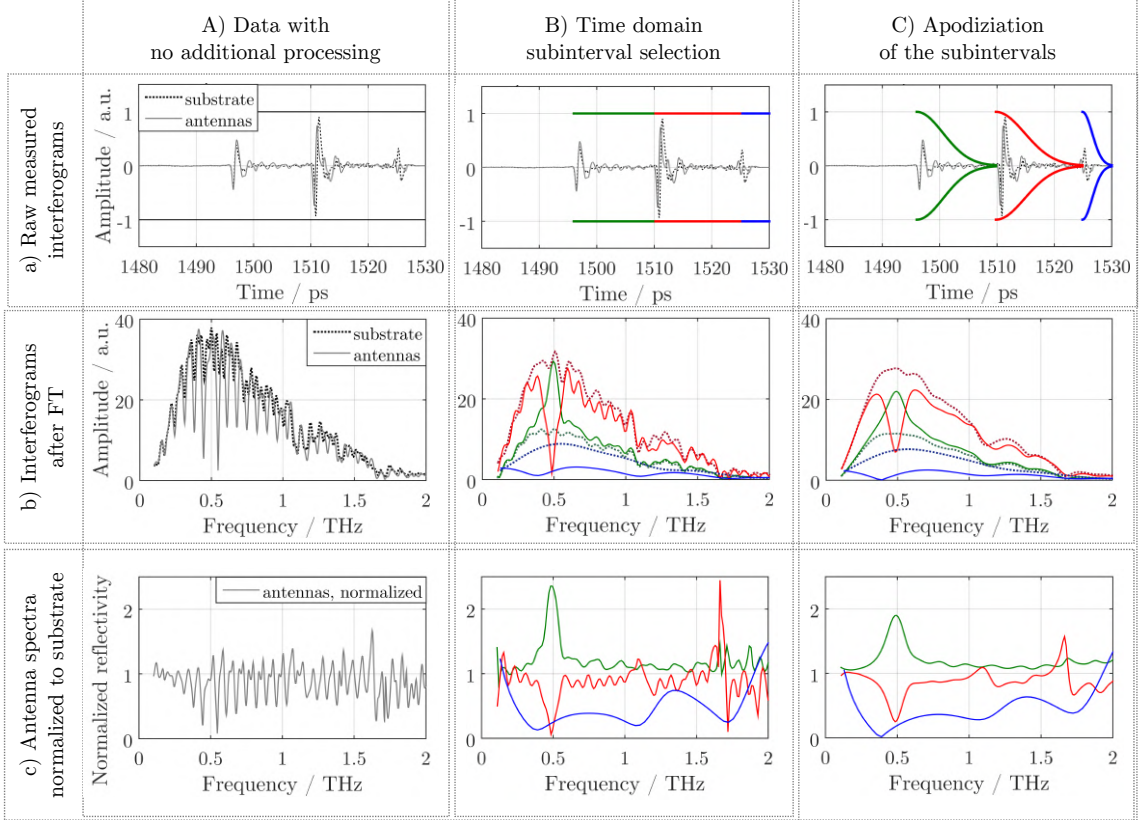 A) Data with
no additional processing
B) Time domain
subinterval selection
C) Apodiziation
of the subintervals
a) Raw measured
interferograms
Amplitude / a.u.
1
0
-1
substrate
antennas
1480 1490 1500 1510 1520 1530
Time / ps
1
0
-1
1480 1490 1500 1510 1520 1530
Time / ps
1
0
-1
1480 1490 1500 1510 1520 1530
Time / ps
b) Interferograms
after FT
Amplitude / a.u.
40
20
0
substrate
antennas
0 0.5 1 1.5 2
Frequency / THz
40
20
0
0 0.5 1 1.5 2
Frequency / THz
40
20
0
0 0.5 1 1.5 2
Frequency / THz
c) Antenna spectra
normalized to substrate
Normalized reflectivity
2
1
0
antennas, normalized
0 0.5 1 1.5 2
Frequency / THz
2
1
0
0 0.5 1 1.5 2
Frequency / THz
2
1
0
0 0.5 1 1.5 2
Frequency / THz